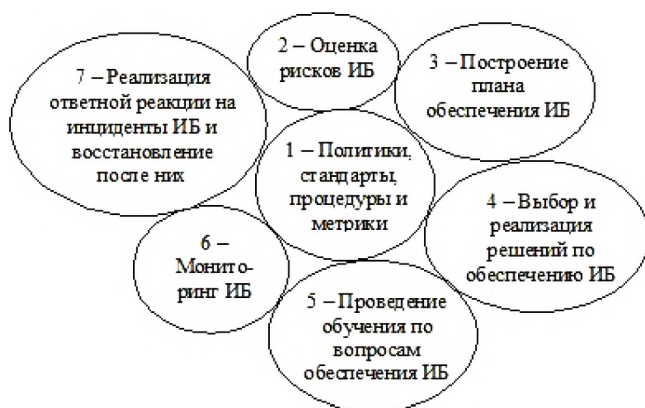 2 – Оценка
рисков ИБ
3 – Построение
плана
обеспечения ИБ
7 – Реализация
ответной реакции на
инциденты ИБ и
восстановление
после них
1 – Политики,
стандарты,
процедуры и
метрики
4 – Выбор и
реализация
решений по
обеспечению ИБ
6 –
Монито-
ринг ИБ
5 – Проведение
обучения по
вопросам
обеспечения ИБ